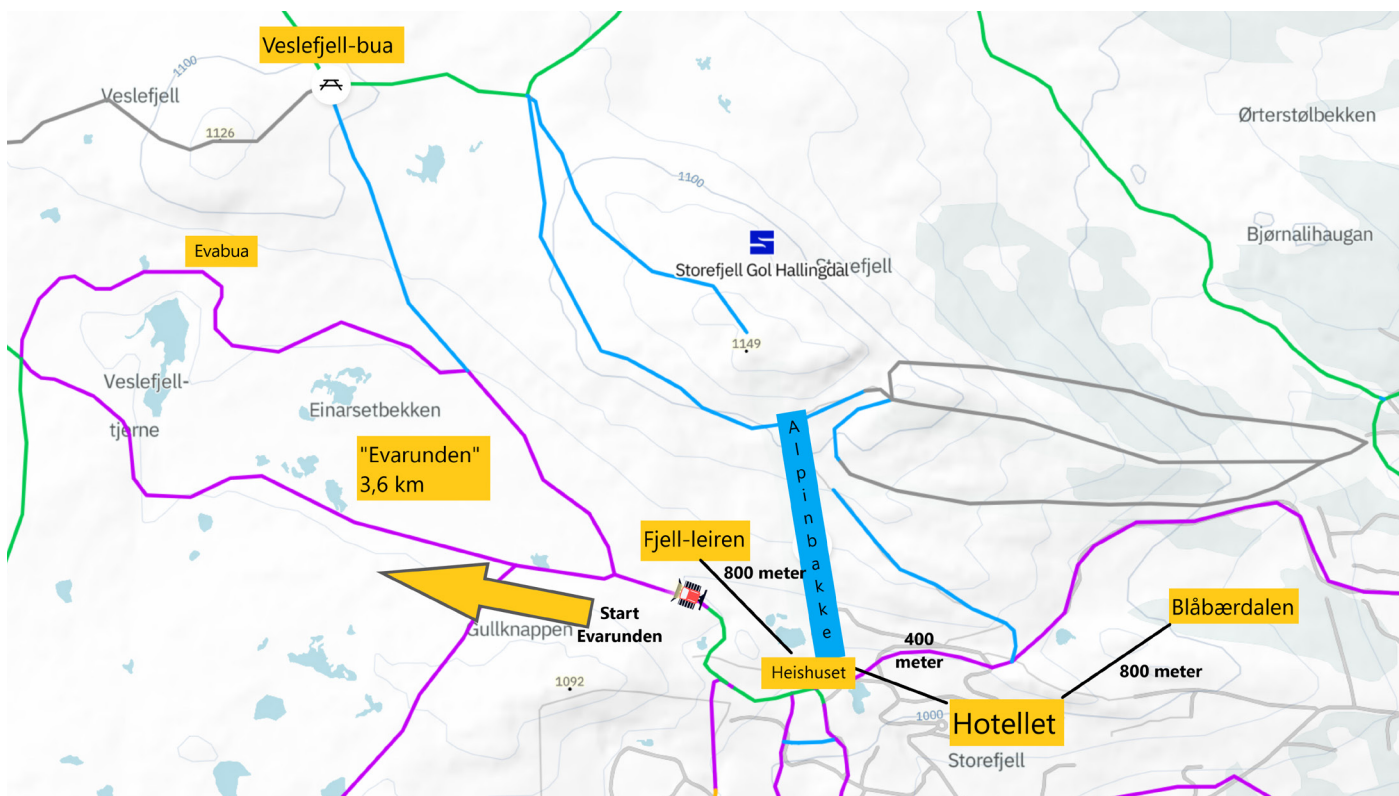 Veslefjell-bua
1100
Veslefjell
1126
Ørterstølbekken
1100
Bjørnalihaugan
Evabua
Storefjell Gol Hallingdal
Storefjell
1149
Veslefjell-
tjerne
Einarsetbekken
"Evarunden"
3,6 km
Alpinbakke
Fjell-leiren
800 meter
Start
Evarunden
Gullknappen
Blåbærdalen
400
meter
800 meter
Heishuset
1092
1000
Hotellet
Storefjell